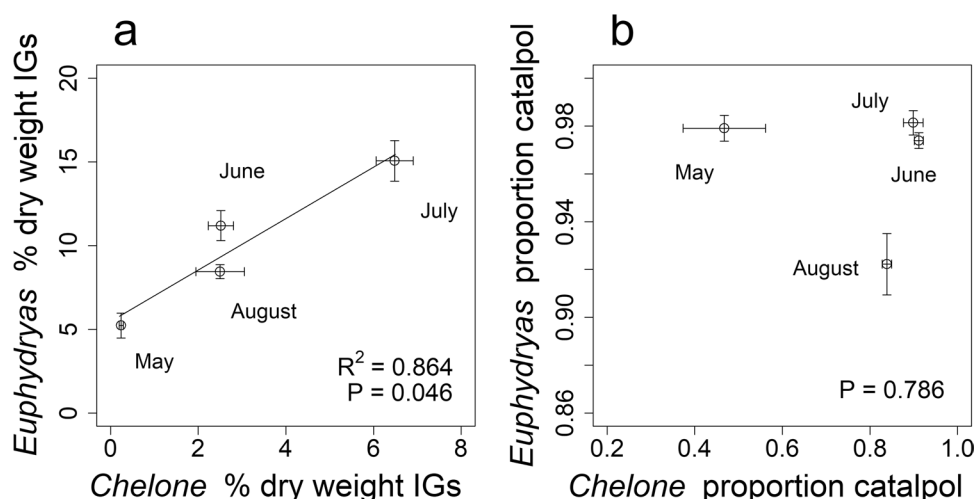 a
Euphydryas % dry weight IGs
20
15
10
5
0
June
July
August
May
R² = 0.864
P = 0.046
0 2 4 6 8
Chelone % dry weight IGs
b
Euphydryas proportion catalpol
0.98
0.94
0.90
0.86
July
May
June
August
P = 0.786
0.2 0.4 0.6 0.8 1.0
Chelone proportion catalpol